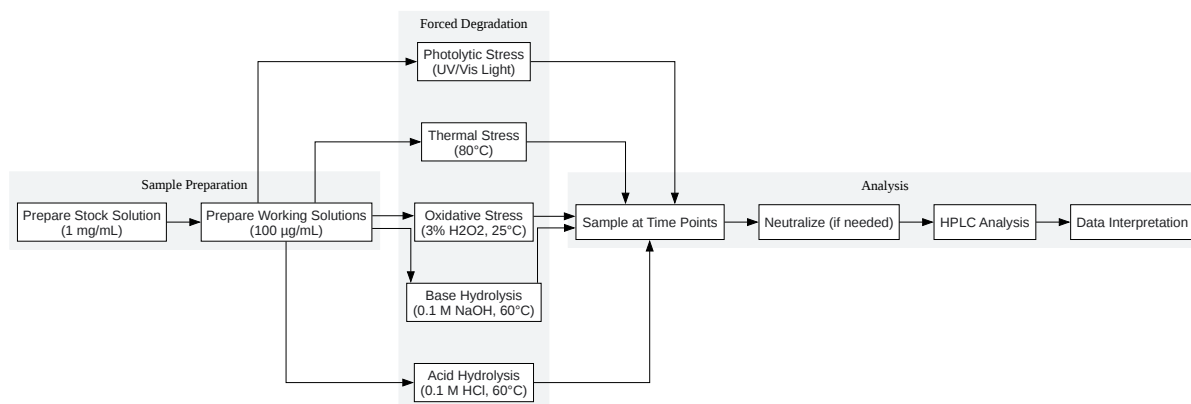 Forced Degradation
Photolytic Stress
(UV/Vis Light)
Thermal Stress
(80°C)
Sample Preparation
Analysis
Prepare Stock Solution
(1 mg/mL)
Prepare Working Solutions
(100 µg/mL)
Oxidative Stress
(3% H2O2, 25°C)
Sample at Time Points
Neutralize (if needed)
HPLC Analysis
Data Interpretation
Base Hydrolysis
(0.1 M NaOH, 60°C)
Acid Hydrolysis
(0.1 M HCl, 60°C)